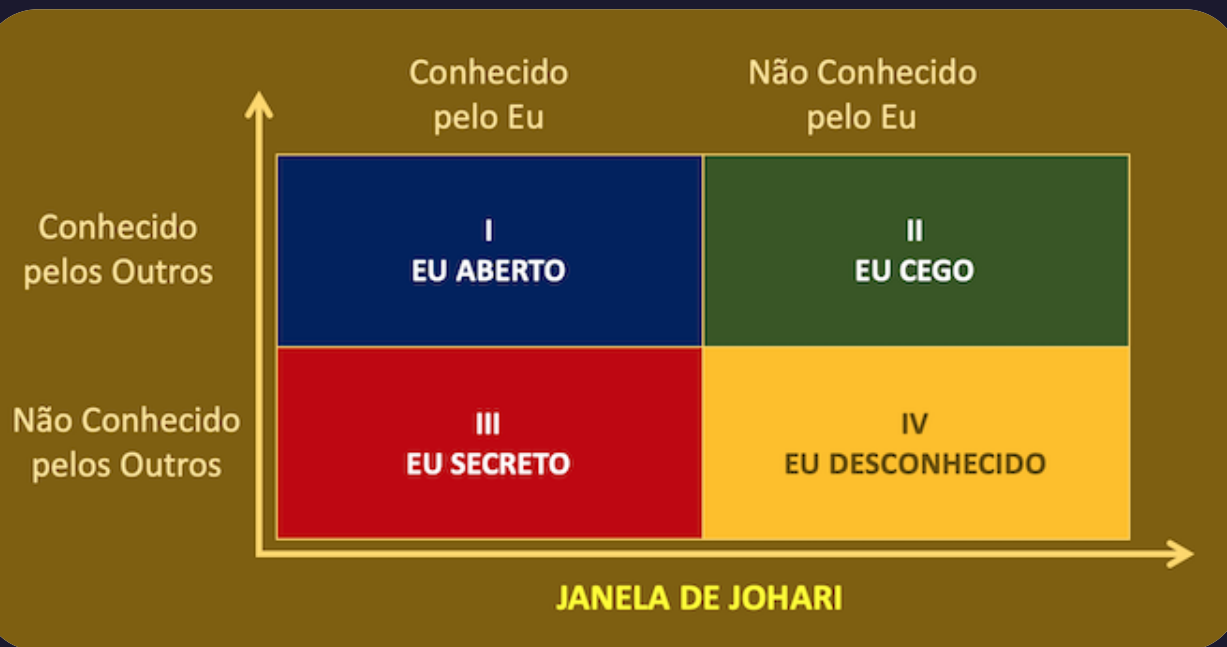 Conhecido
pelo Eu
Não Conhecido
pelo Eu
Conhecido
pelos Outros
I
EU ABERTO
II
EU CEGO
Não Conhecido
pelos Outros
III
EU SECRETO
IV
EU DESCONHECIDO
JANELA DE JOHARI